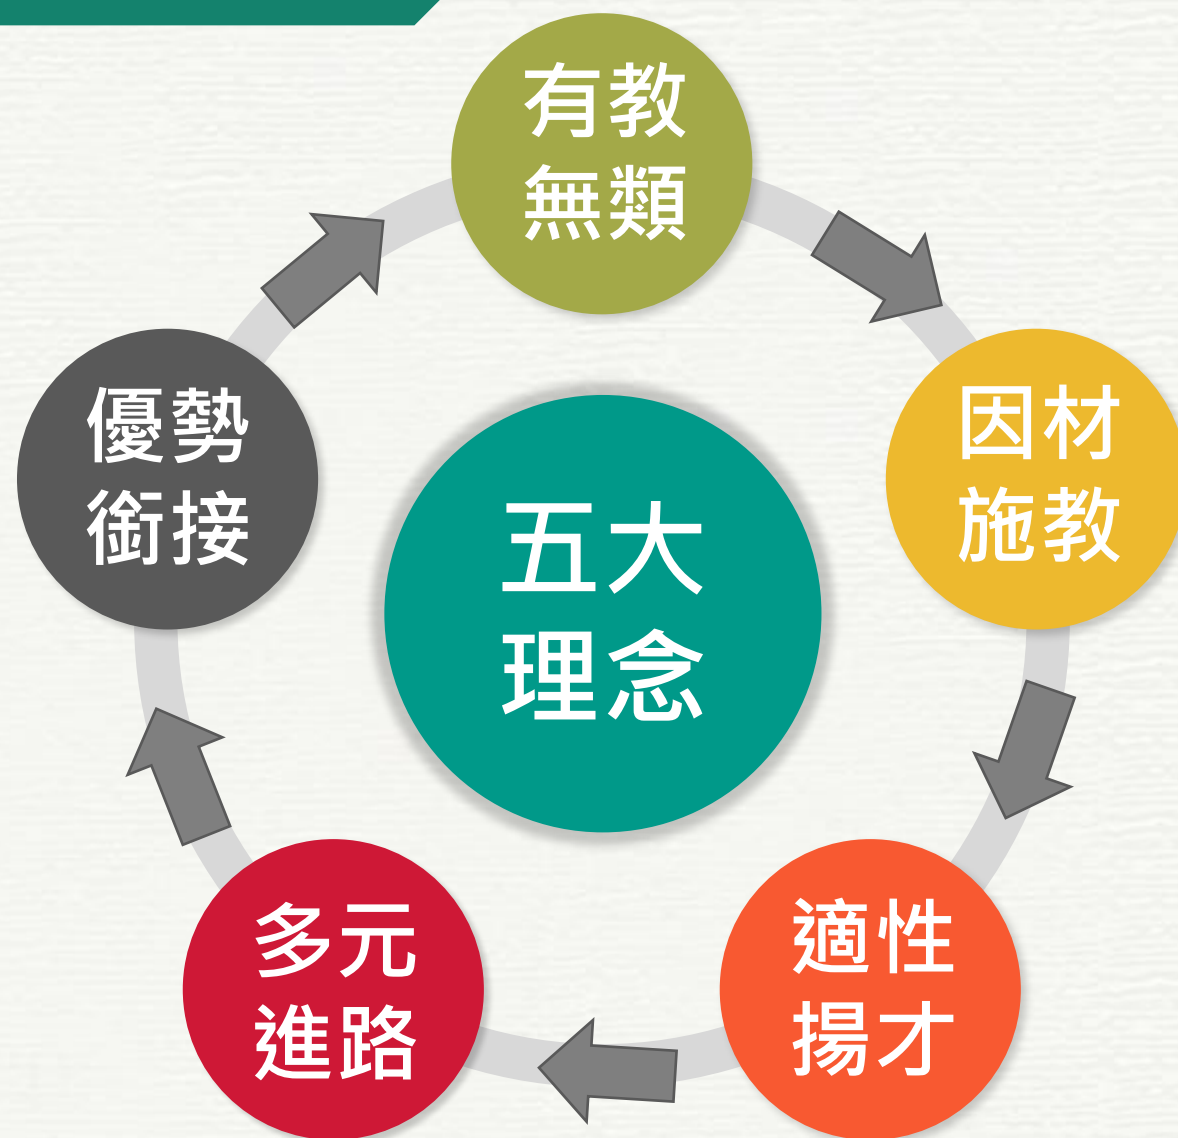 有教
無類
因材
施教
適性
揚才
多元
進路
優勢
銜接
五大
理念